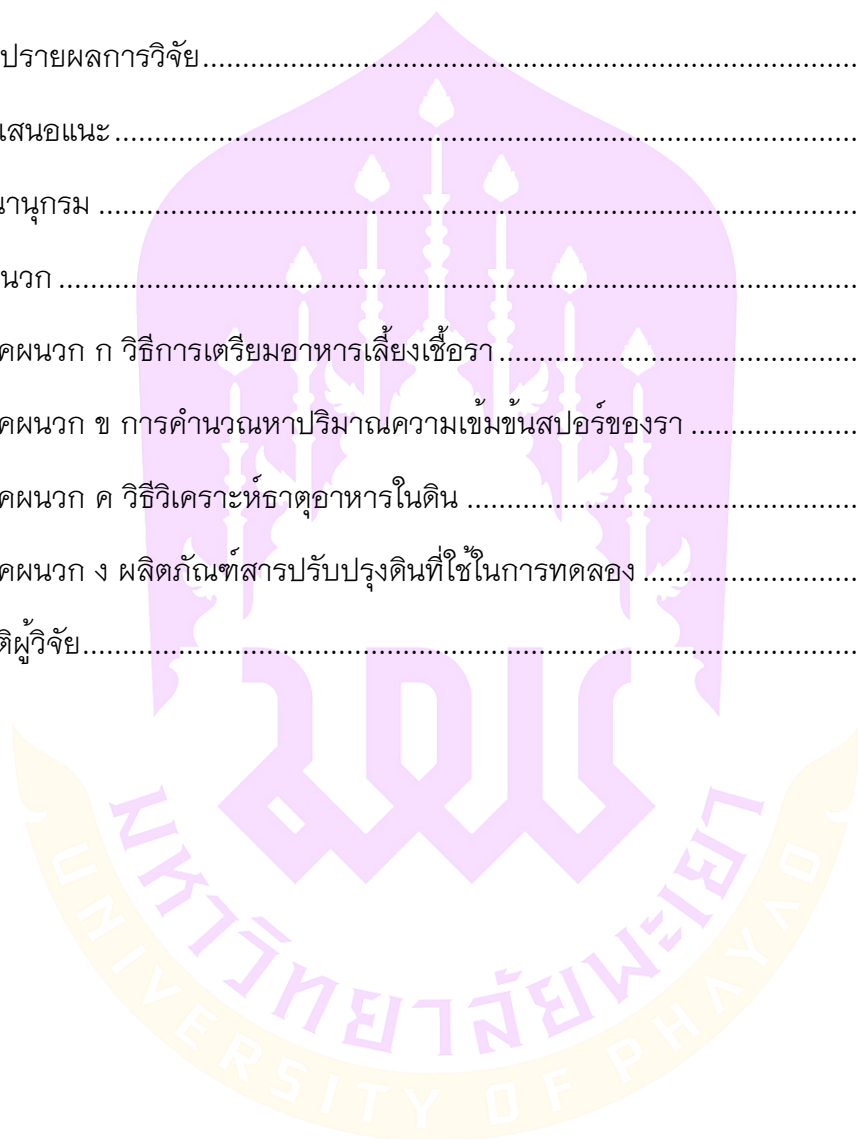 ปรายผลการวิจัย........................................................................
เสนอแนะ........................................................................
นานุกรม ........................................................................
นวก ........................................................................
คผนวก ก วิธีการเตรียมอาหารเลี้ยงเชื้อรา........................................
คผนวก ข การคำนวณหาปริมาณความเข้มข้นสปอร์ของรา ....................
คผนวก ค วิธีวิเคราะห์ธาตุอาหารในดิน ........................................
คผนวก ง ผลิตภัณฑ์สารปรับปรุงดินที่ใช้ในการทดลอง........................
ติผู้วิจัย........................................................................
มหาวิทยาลัยพะเยา
UNIVERSITY OF PHAYAO